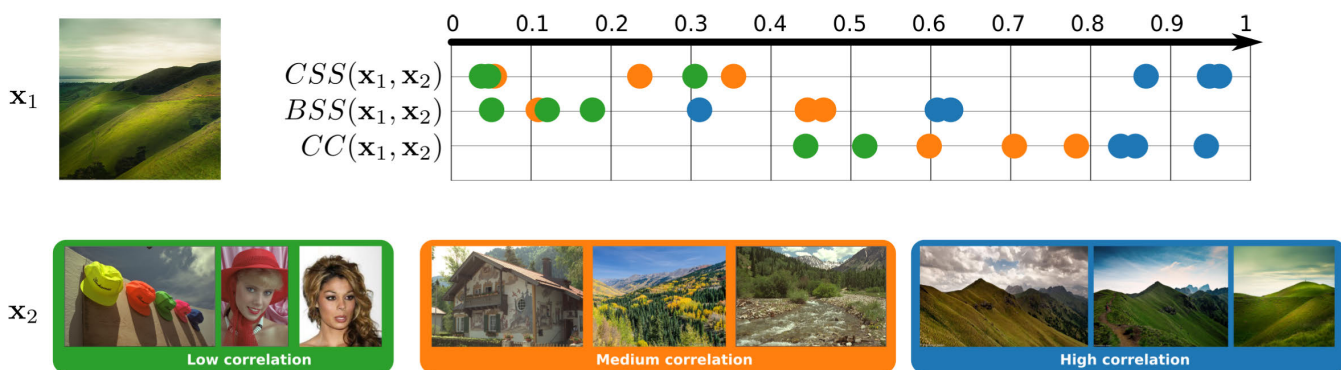 0 0.1 0.2 0.3 0.4 0.5 0.6 0.7 0.8 0.9 1
x₁
CSS(x₁, x₂)
BSS(x₁, x₂)
CC(x₁, x₂)
x₂
Low correlation
Medium correlation
High correlation